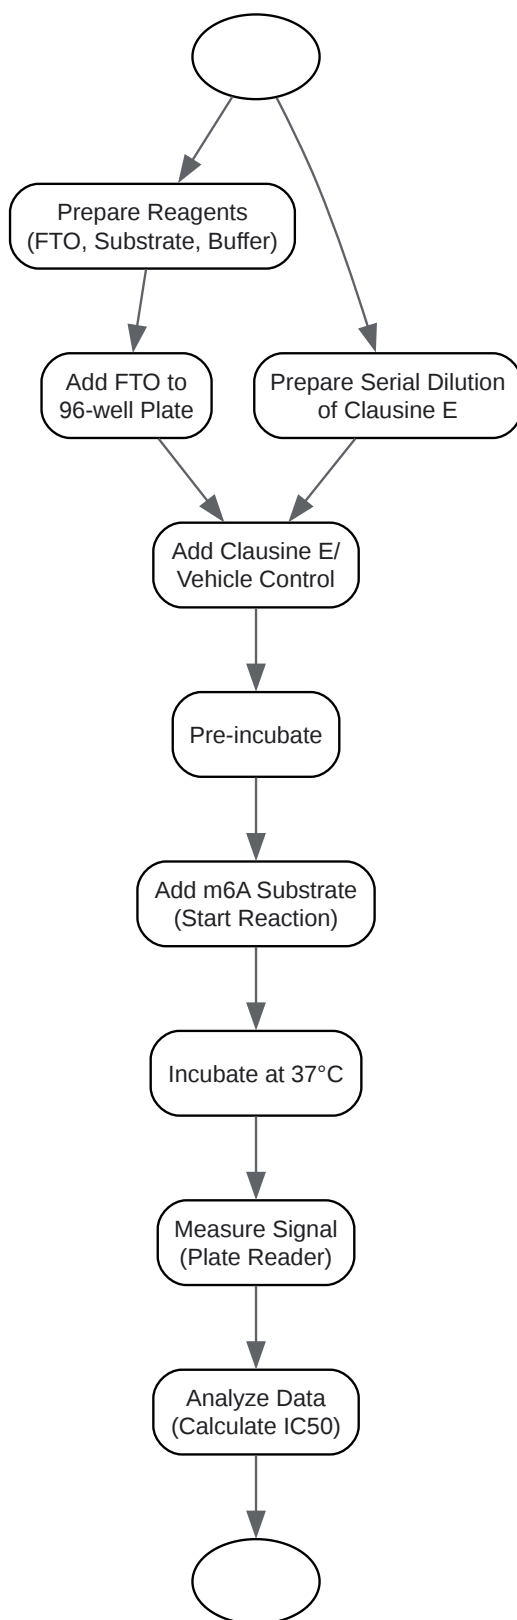 Prepare Reagents
(FTO, Substrate, Buffer)
Add FTO to
96-well Plate
Prepare Serial Dilution
of Clausine E
Add Clausine E/
Vehicle Control
Pre-incubate
Add m6A Substrate
(Start Reaction)
Incubate at 37°C
Measure Signal
(Plate Reader)
Analyze Data
(Calculate IC50)